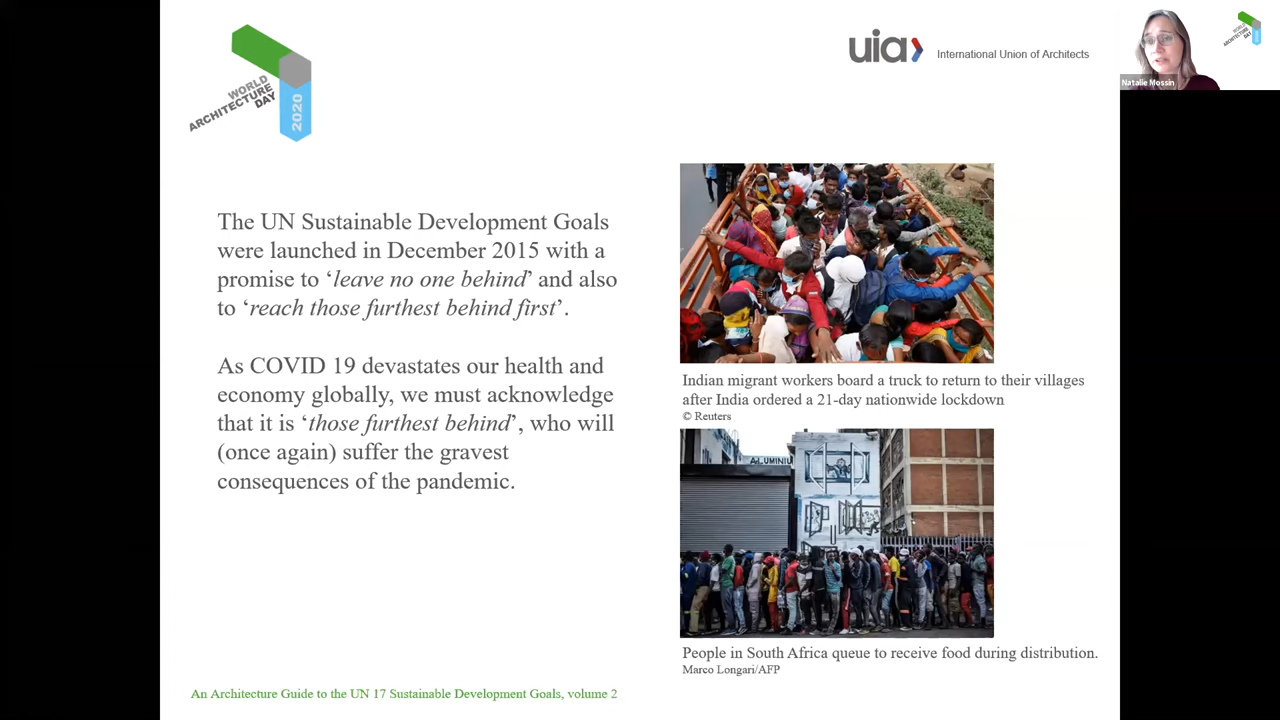 WORLD
ARCHITECTURE
DAY
2020
uia
International Union of Architects
Natalie Mossin
WORLD
ARCHITECTURE
DAY
The UN Sustainable Development Goals
were launched in December 2015 with a
promise to ‘leave no one behind’ and also
to ‘reach those furthest behind first’.
As COVID 19 devastates our health and
economy globally, we must acknowledge
that it is ‘those furthest behind’, who will
(once again) suffer the gravest
consequences of the pandemic.
Indian migrant workers board a truck to return to their villages
after India ordered a 21-day nationwide lockdown
© Reuters
ALUMINIU
People in South Africa queue to receive food during distribution.
Marco Longari/AFP
An Architecture Guide to the UN 17 Sustainable Development Goals, volume 2